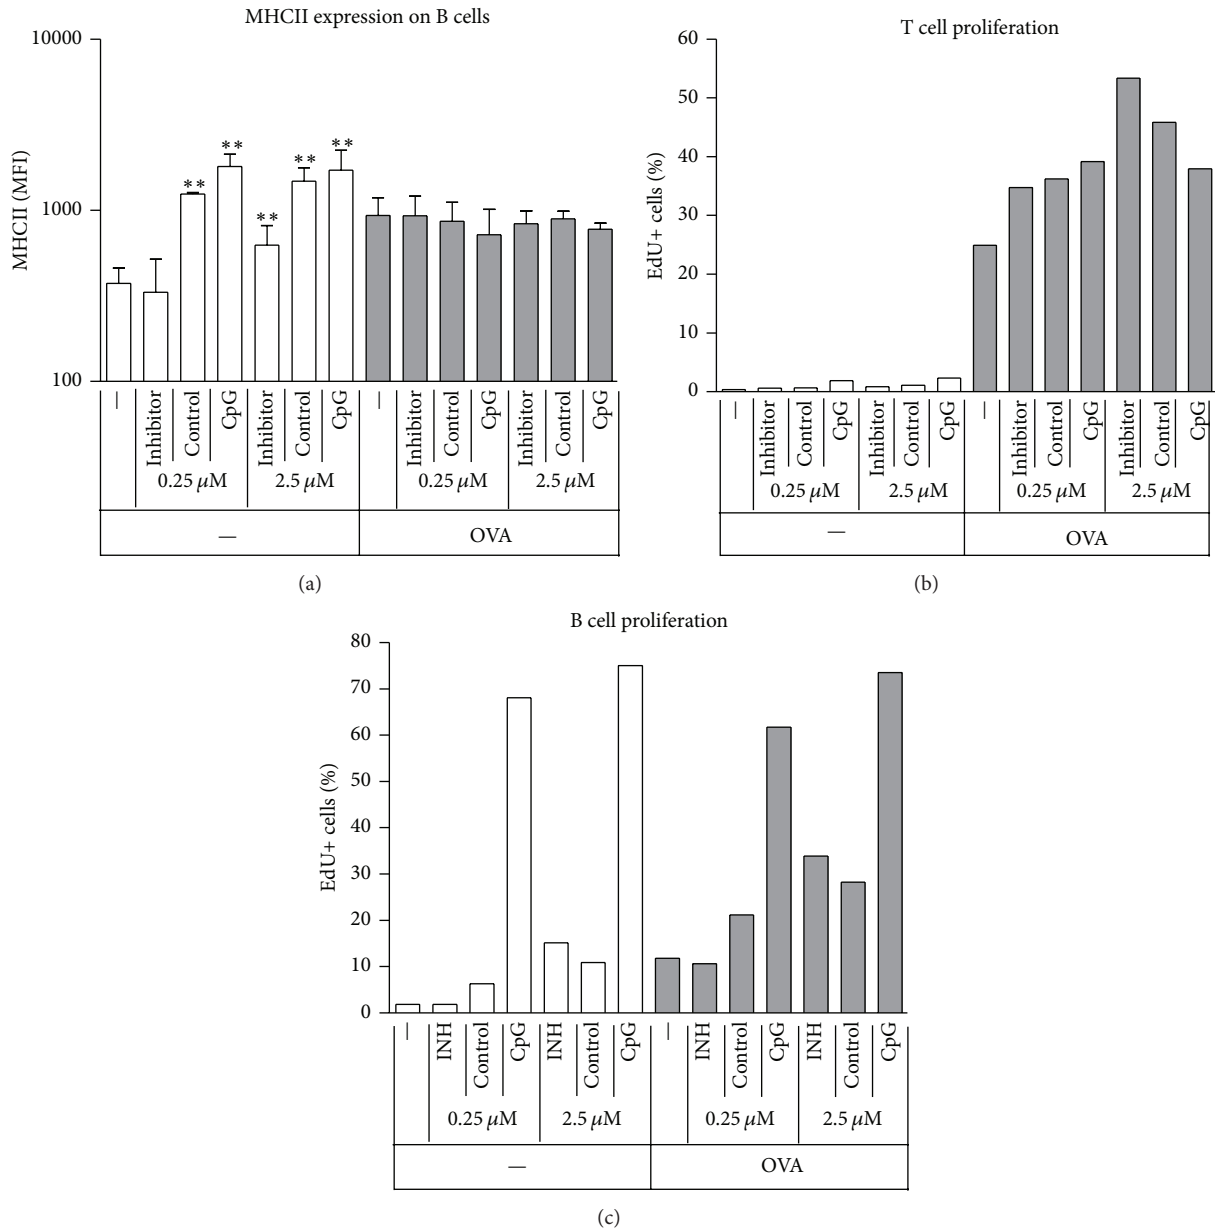 MHCII expression on B cells
10000
1000
100
MHCII (MFI)
**
**
**
**
**
—
Inhibitor
Control
CpG
Inhibitor
Control
CpG
—
Inhibitor
Control
CpG
Inhibitor
Control
CpG
0.25 μM
2.5 μM
0.25 μM
2.5 μM
—
OVA
(a)
T cell proliferation
60
50
40
30
20
10
0
EdU+ cells (%)
—
Inhibitor
Control
CpG
Inhibitor
Control
CpG
—
Inhibitor
Control
CpG
Inhibitor
Control
CpG
0.25 μM
2.5 μM
0.25 μM
2.5 μM
—
OVA
(b)
B cell proliferation
80
70
60
50
40
30
20
10
0
EdU+ cells (%)
—
INH
Control
CpG
INH
Control
CpG
—
INH
Control
CpG
INH
Control
CpG
0.25 μM
2.5 μM
0.25 μM
2.5 μM
—
OVA
(c)